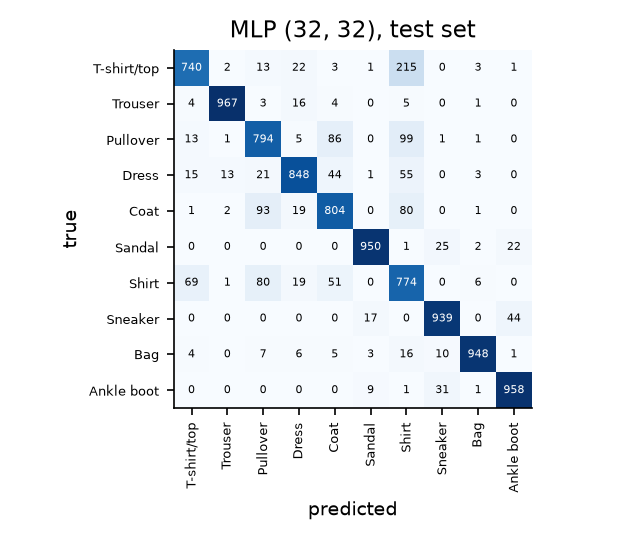 MLP (32, 32), test set
T-shirt/top 740 2 13 22 3 1 215 0 3 1
Trouser 4 967 3 16 4 0 5 0 1 0
Pullover 13 1 794 5 86 0 99 1 1 0
Dress 15 13 21 848 44 1 55 0 3 0
Coat 1 2 93 19 804 0 80 0 1 0
Sandal 0 0 0 0 0 950 1 25 2 22
Shirt 69 1 80 19 51 0 774 0 6 0
Sneaker 0 0 0 0 0 17 0 939 0 44
Bag 4 0 7 6 5 3 16 10 948 1
Ankle boot 0 0 0 0 0 9 1 31 1 958
true
T-shirt/top Trouser Pullover Dress Coat Sandal Shirt Sneaker Bag Ankle boot
predicted